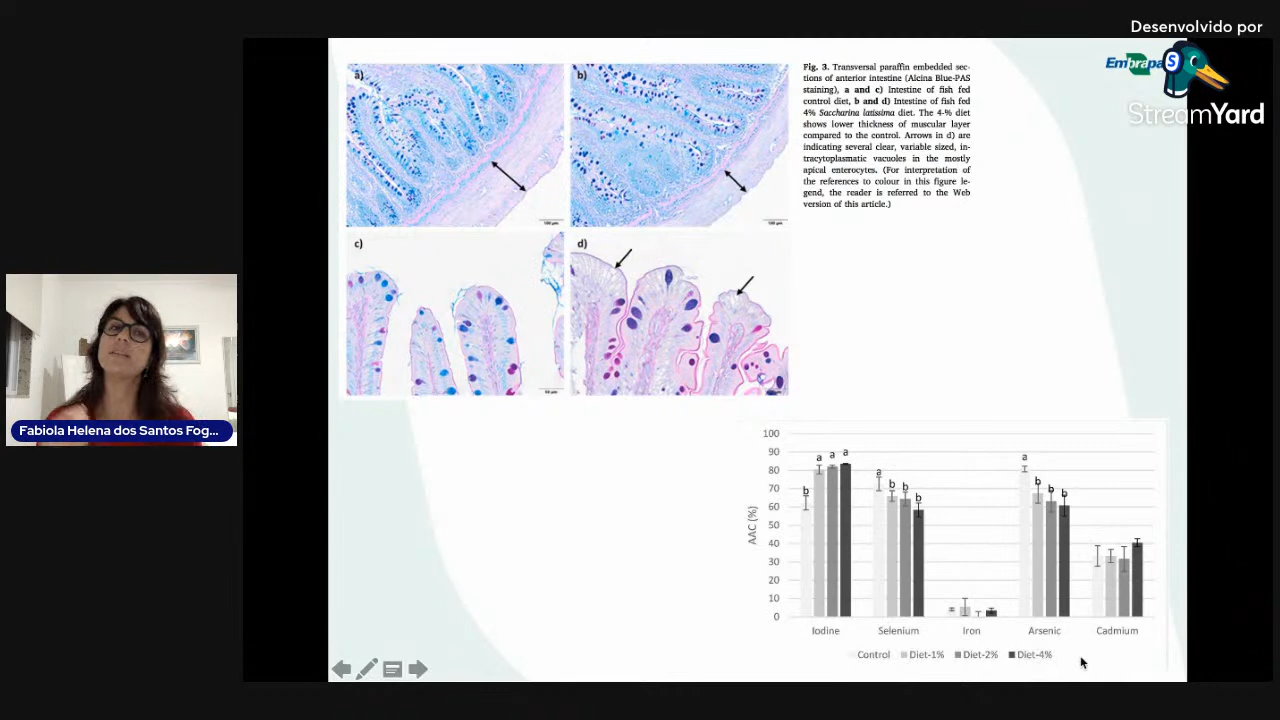 Desenvolvido por
Embrapa
S
StreamYard
a)
b)
100 μm
100 μm
c)
d)
50 μm
Fig. 3. Transversal paraffin embedded sec-
tions of anterior intestine (Alcina Blue-PAS
staining), a and c) Intestine of fish fed
control diet, b and d) Intestine of fish fed
4% Saccharina latissima diet. The 4-% diet
shows lower thickness of muscular layer
compared to the control. Arrows in d) are
indicating several clear, variable sized, in-
tracytoplasmatic vacuoles in the mostly
apical enterocytes. (For interpretation of
the references to colour in this figure le-
gend, the reader is referred to the Web
version of this article.)
Fabiola Helena dos Santos Fog...
AAC (%)
100
90
80
70
60
50
40
30
20
10
0
b a a a
a b b b
a b b b
Iodine Selenium Iron Arsenic Cadmium
Control Diet-1% Diet-2% Diet-4%